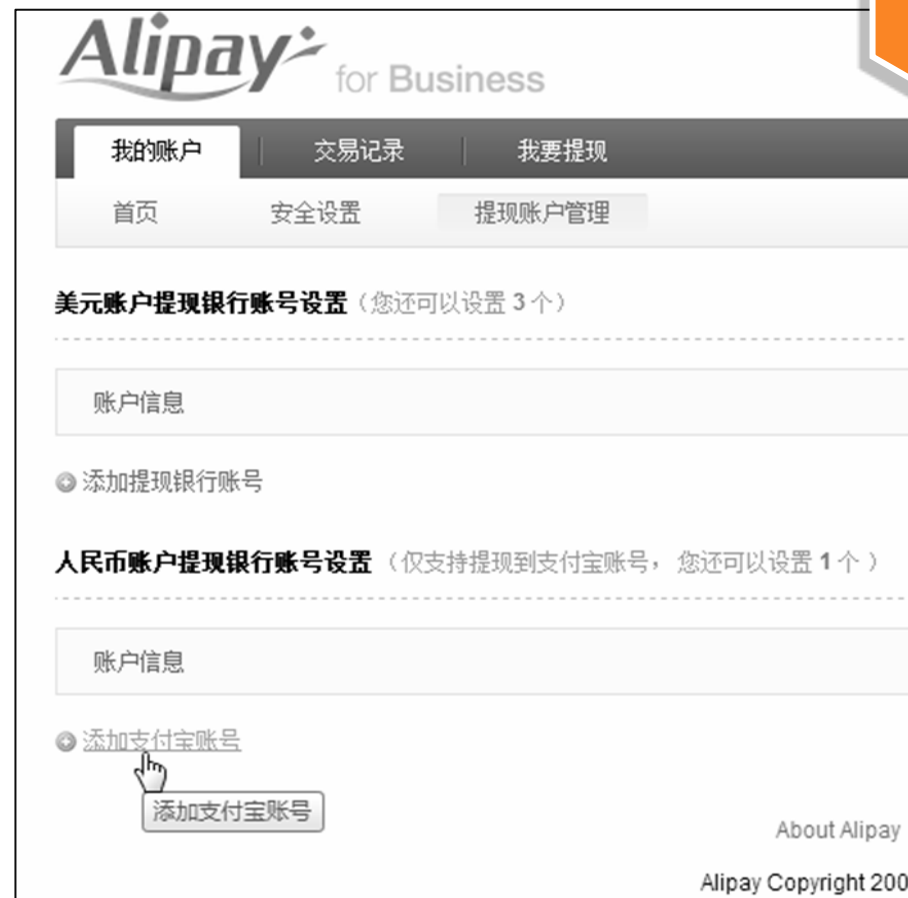 Alipay for Business
我的账户 交易记录 我要提现
首页 安全设置 提现账户管理
美元账户提现银行账号设置（您还可以设置 3 个）
账户信息
添加提现银行账号
人民币账户提现银行账号设置（仅支持提现到支付宝账号，您还可以设置 1 个 ）
账户信息
添加支付宝账号
添加支付宝账号
About Alipay
Alipay Copyright 200